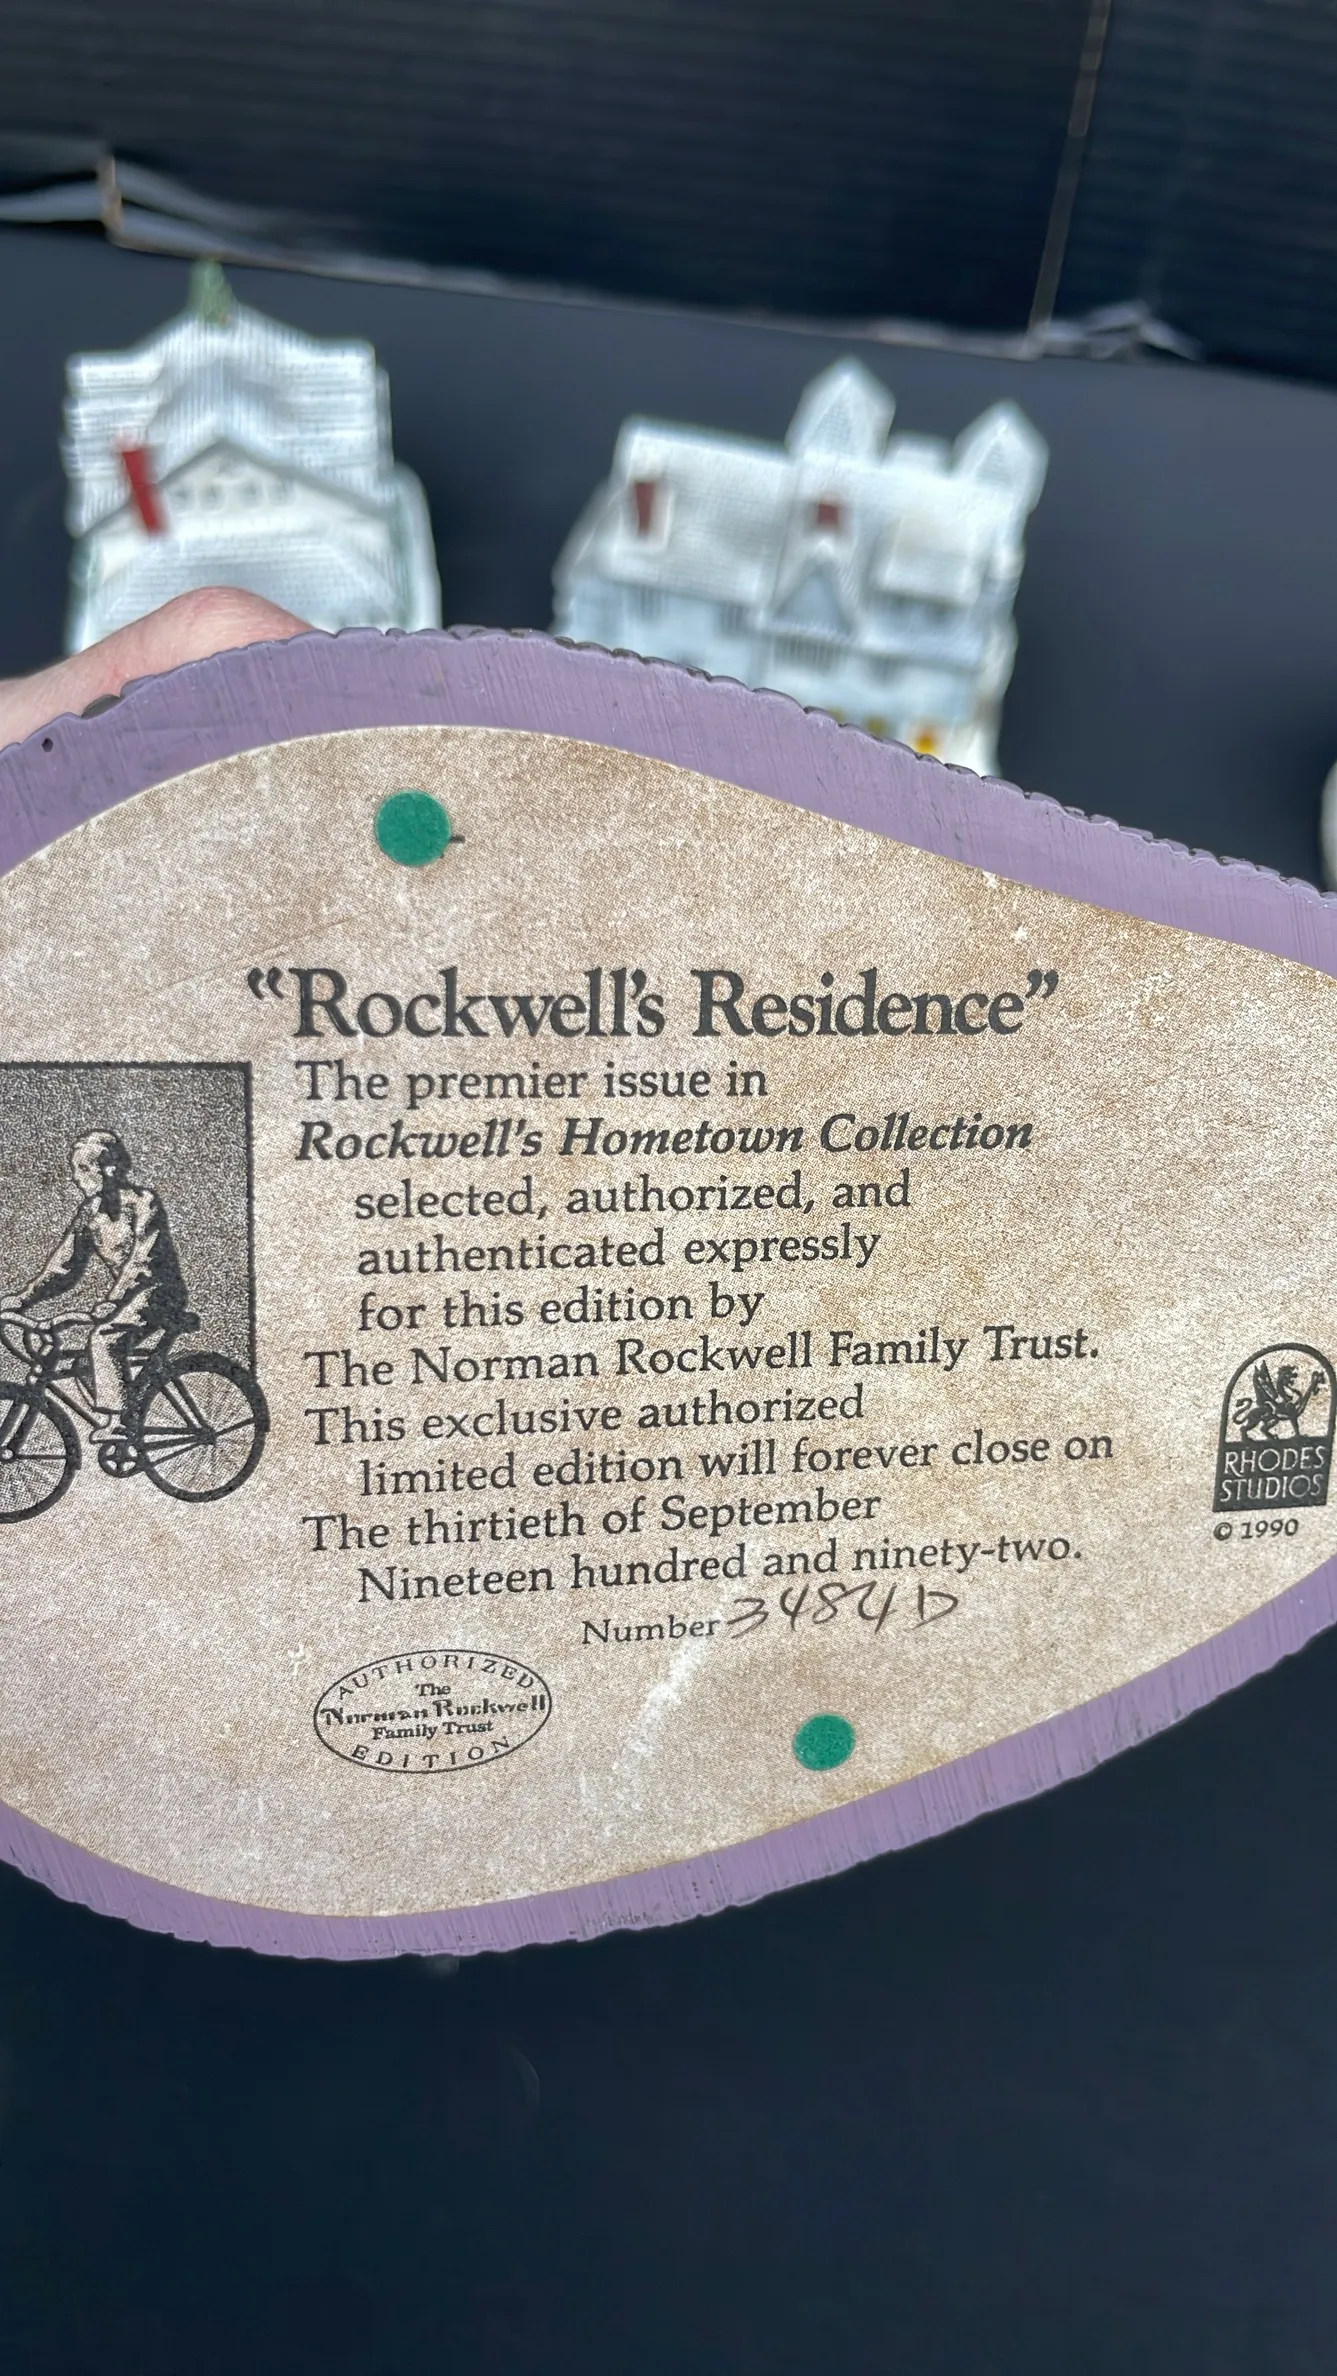 “Rockwell’s Residence”
The premier issue in
Rockwell’s Hometown Collection
selected, authorized, and
authenticated expressly
for this edition by
The Norman Rockwell Family Trust.
This exclusive authorized
limited edition will forever close on
The thirtieth of September
Nineteen hundred and ninety-two.
Number 3484D
RHODES
STUDIOS
© 1990
AUTHORIZED
The
Norman Rockwell
Family Trust
EDITION